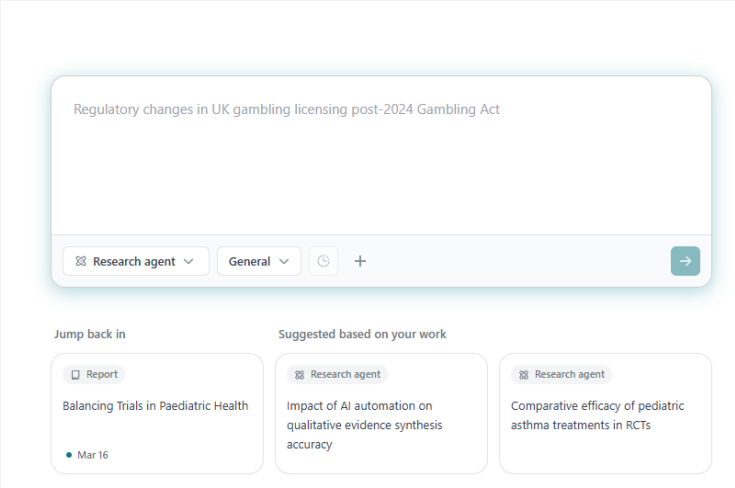 Regulatory changes in UK gambling licensing post-2024 Gambling Act
Research agent
General
Jump back in
Suggested based on your work
Report
Balancing Trials in Paediatric Health
Mar 16
Research agent
Impact of AI automation on
qualitative evidence synthesis
accuracy
Research agent
Comparative efficacy of pediatric
asthma treatments in RCTs